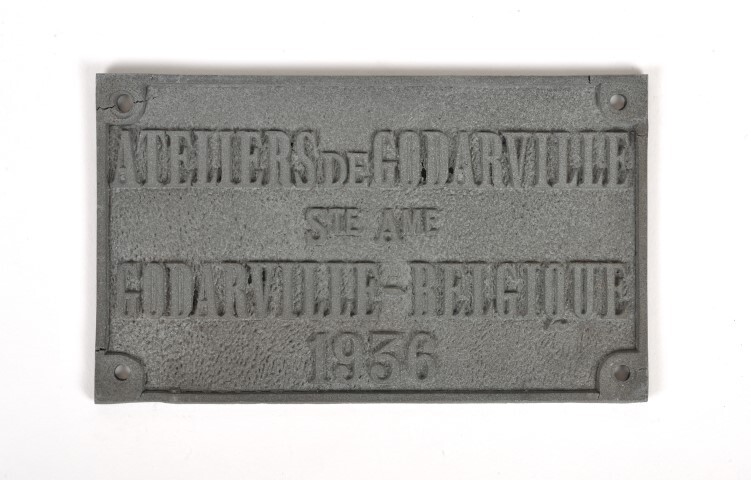 ATELIERS DE GODARVILLE
STE AME
GODARVILLE-BELGIQUE
1936